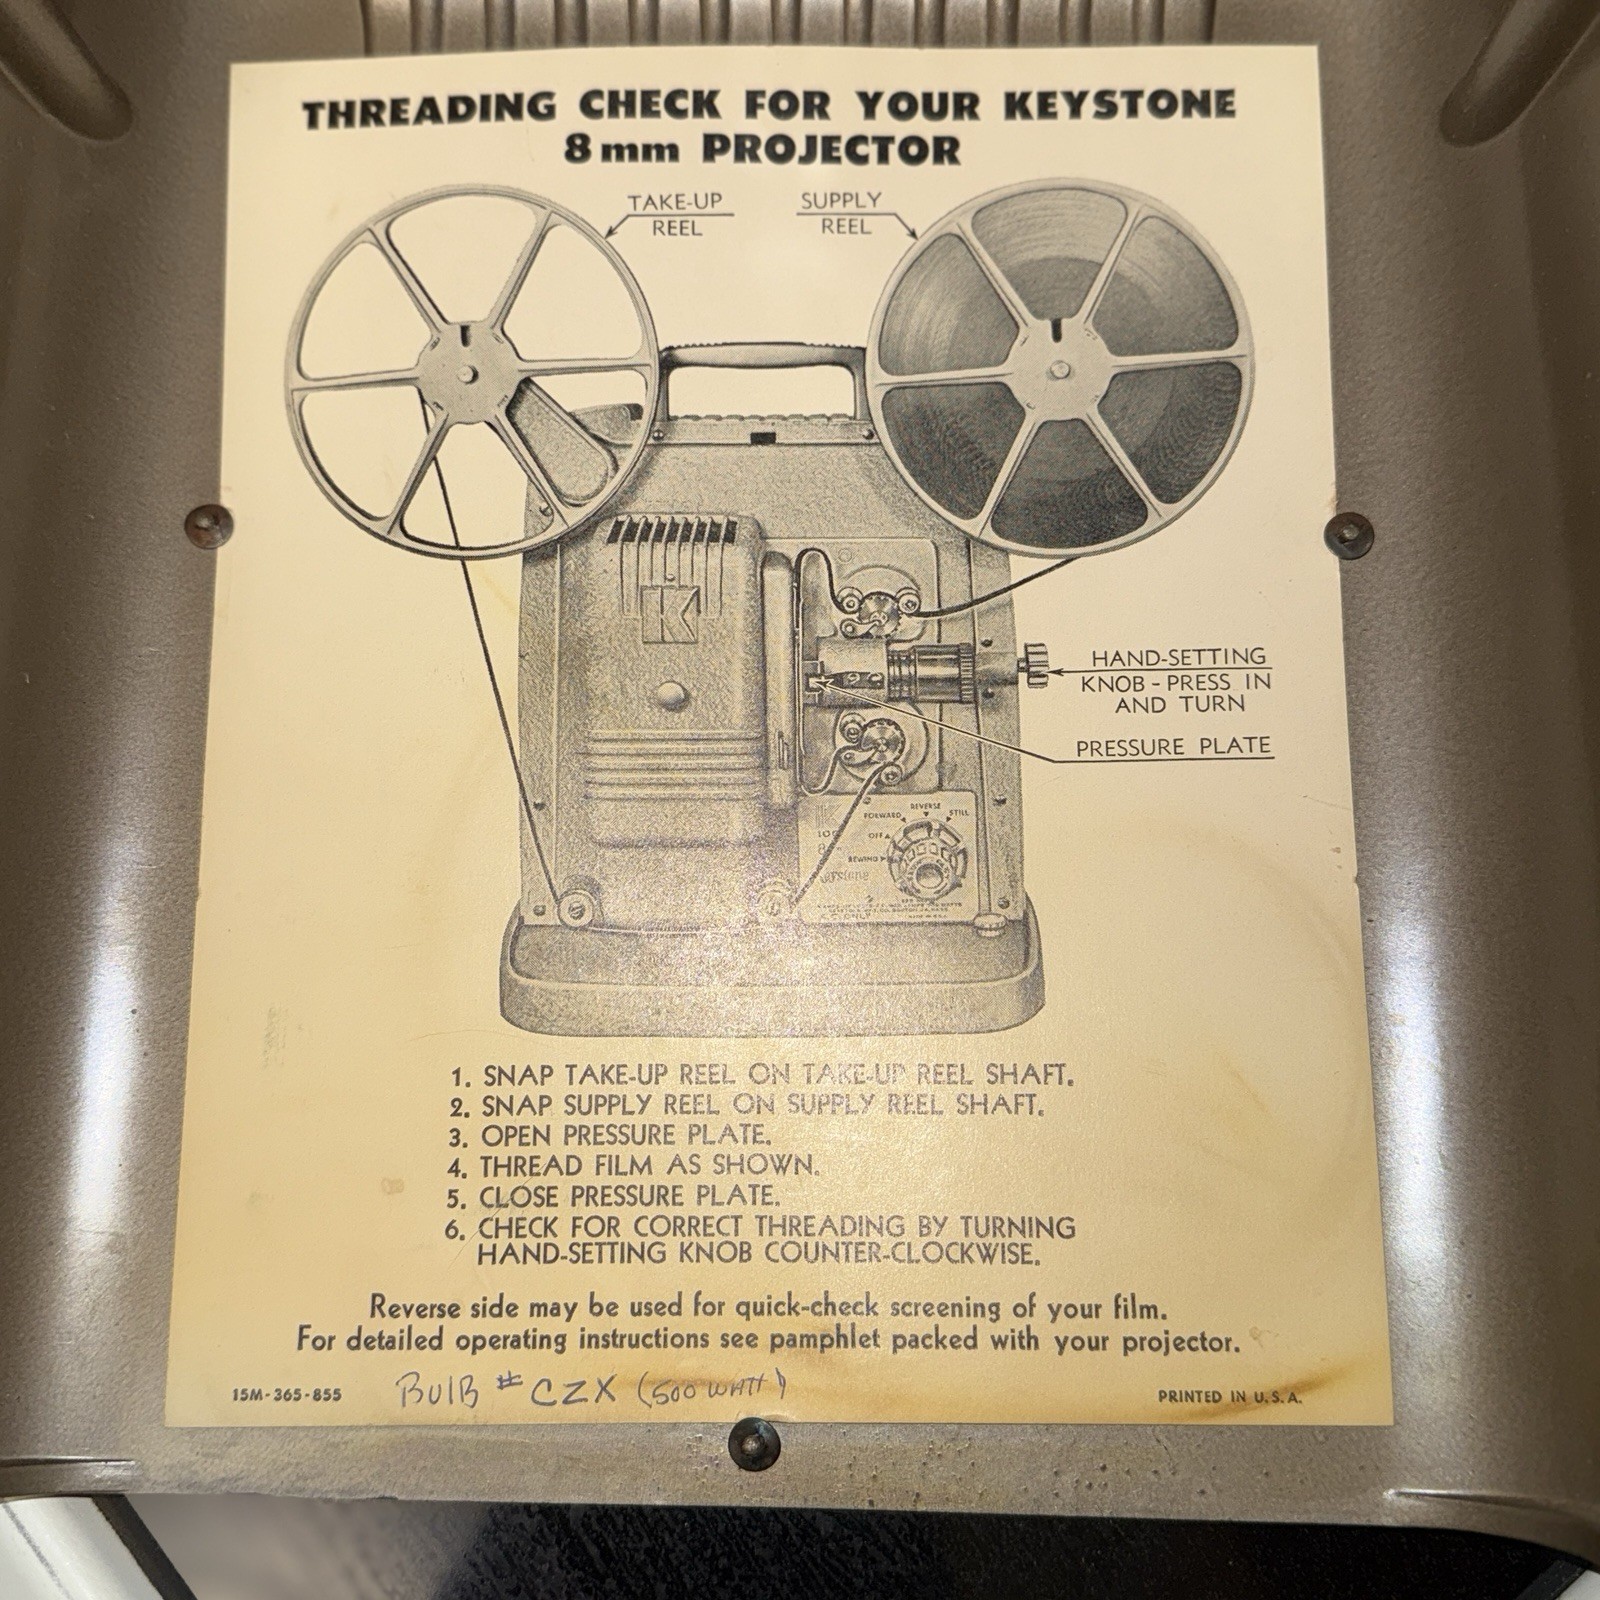 THREADING CHECK FOR YOUR KEYSTONE
8mm PROJECTOR
TAKE-UP
REEL
SUPPLY
REEL
K
HAND-SETTING
KNOB - PRESS IN
AND TURN
PRESSURE PLATE
REVERSE
FORWARD
STILL
OFF
REWIND
1. SNAP TAKE-UP REEL ON TAKE-UP REEL SHAFT.
2. SNAP SUPPLY REEL ON SUPPLY REEL SHAFT.
3. OPEN PRESSURE PLATE.
4. THREAD FILM AS SHOWN.
5. CLOSE PRESSURE PLATE.
6. CHECK FOR CORRECT THREADING BY TURNING
HAND-SETTING KNOB COUNTER-CLOCKWISE.
Reverse side may be used for quick-check screening of your film.
For detailed operating instructions see pamphlet packed with your projector.
15M-365-855
BULB # CZX (500 WATT)
PRINTED IN U.S.A.